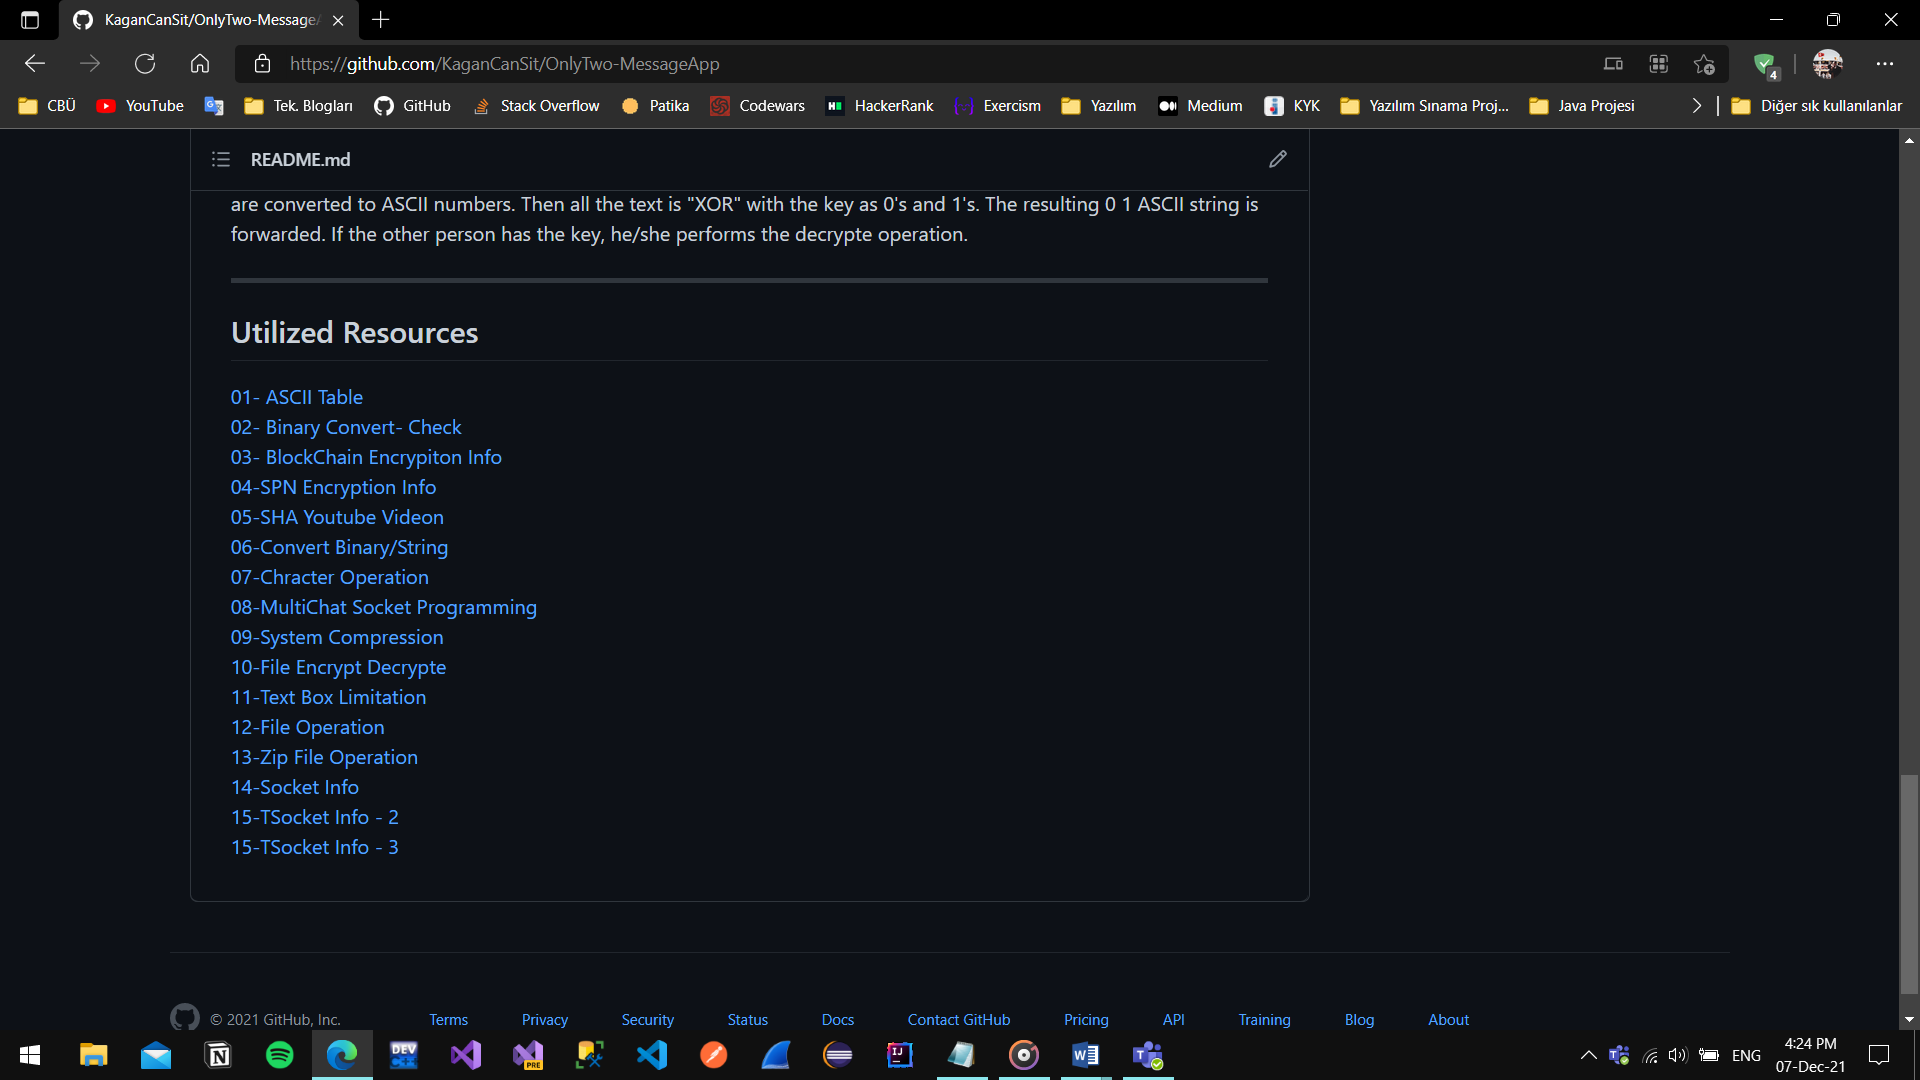 KaganCanSit/OnlyTwo-MessageA
https://github.com/KaganCanSit/OnlyTwo-MessageApp
4
CBÜ
YouTube
Tek. Blogları
GitHub
Stack Overflow
Patika
Codewars
HackerRank
Exercism
Yazılım
Medium
KYK
Yazılım Sınama Proj...
Java Projesi
Diğer sık kullanılanlar
README.md
are converted to ASCII numbers. Then all the text is "XOR" with the key as 0's and 1's. The resulting 0 1 ASCII string is
forwarded. If the other person has the key, he/she performs the decrypte operation.
Utilized Resources
01- ASCII Table
02- Binary Convert- Check
03- BlockChain Encrypiton Info
04-SPN Encryption Info
05-SHA Youtube Videon
06-Convert Binary/String
07-Chracter Operation
08-MultiChat Socket Programming
09-System Compression
10-File Encrypt Decrypte
11-Text Box Limitation
12-File Operation
13-Zip File Operation
14-Socket Info
15-TSocket Info - 2
15-TSocket Info - 3
© 2021 GitHub, Inc.
Terms
Privacy
Security
Status
Docs
Contact GitHub
Pricing
API
Training
Blog
About
DEV
PRE
IJ
ENG
4:24 PM
07-Dec-21